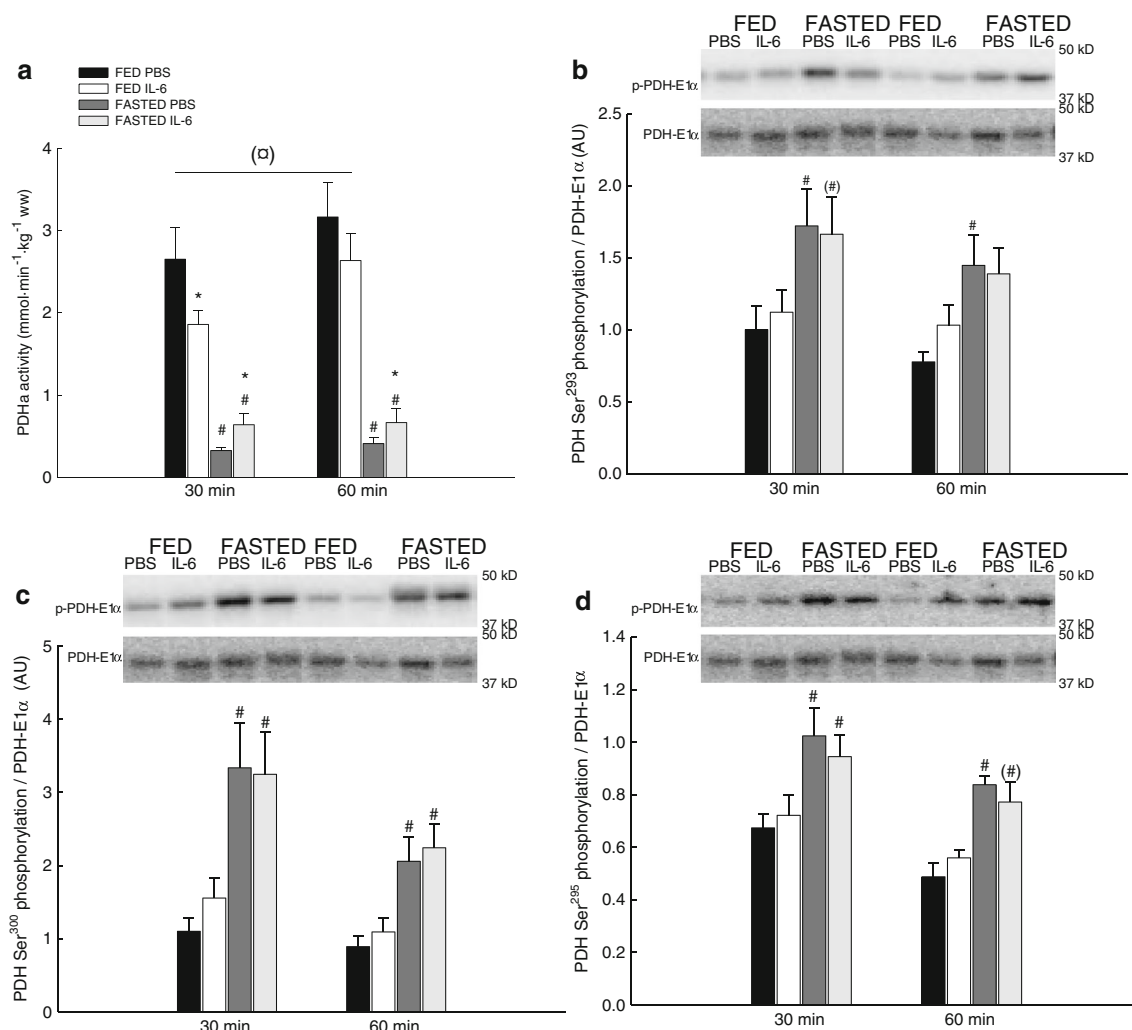 a
FED PBS
FED IL-6
FASTED PBS
FASTED IL-6
PDHa activity (mmol·min⁻¹·kg⁻¹ ww)
4
3
2
1
0
(¤)
*
# # *
# # *
30 min 60 min
b
FED FASTED FED FASTED
PBS IL-6 PBS IL-6 PBS IL-6 PBS IL-6
50 kD
p-PDH-E1α
37 kD
50 kD
PDH-E1α
37 kD
PDH Ser²⁹³ phosphorylation / PDH-E1α (AU)
2.5
2.0
1.5
1.0
0.5
0.0
# (#) #
30 min 60 min
c
FED FASTED FED FASTED
PBS IL-6 PBS IL-6 PBS IL-6 PBS IL-6
50 kD
p-PDH-E1α
37 kD
50 kD
PDH-E1α
37 kD
PDH Ser³⁰⁰ phosphorylation / PDH-E1α (AU)
5
4
3
2
1
0
# # # #
30 min 60 min
d
FED FASTED FED FASTED
PBS IL-6 PBS IL-6 PBS IL-6 PBS IL-6
50 kD
p-PDH-E1α
37 kD
50 kD
PDH-E1α
37 kD
PDH Ser²⁹⁵ phosphorylation / PDH-E1α
1.4
1.2
1.0
0.8
0.6
0.4
0.2
0.0
# # # (#)
30 min 60 min